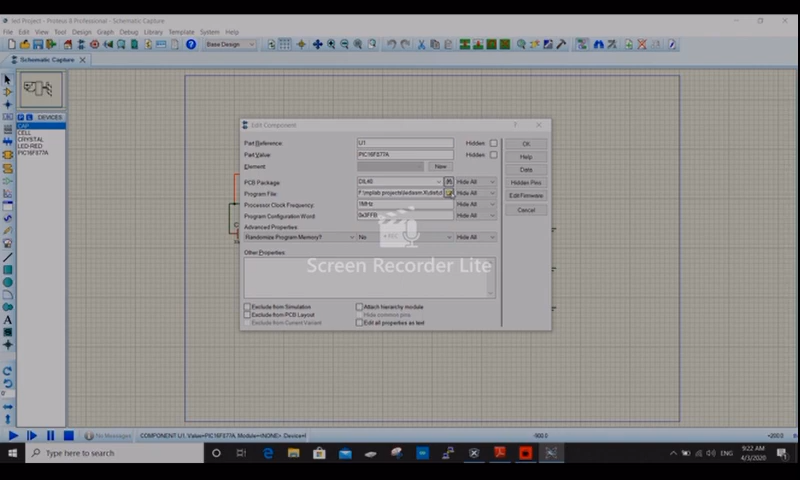 red Project - Proteus 8 Professional - Schematic Capture
File Edit View Tool Design Graph Debug Library Template System Help
Base Design
Schematic Capture
P L DEVICES
CAP
CELL
CRYSTAL
LED-RED
PIC16F877A
Edit Component
Part Reference: U1 Hidden: OK
Part Value: PIC16F877A Hidden: Help
Element: New Data
PCB Package: DIL40 Hide All Hidden Pins
Program File: Hide All Edit Firmware
Processor Clock Frequency: 1MHz Hide All
Program Configuration Word: 0x3FFB Hide All Cancel
Advanced Properties:
Randomize Program Memory? No Hide All
Other Properties:
Screen Recorder Lite
Exclude from Simulation Attach hierarchy module
Exclude from PCB Layout Hide common pins
Exclude from Current Variant Edit all properties as text
No Messages COMPONENT U1, Value=PIC16F877A, Module=<NONE>, Device= -900.0 -200.0
Type here to search ENG 9:22 AM
4/3/2020